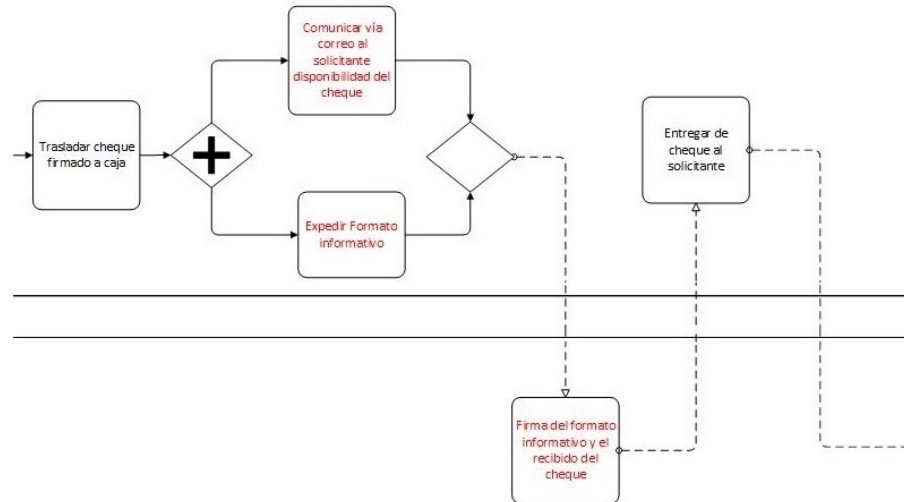 Comunicar vía
correo al
solicitante
disponibilidad del
cheque
Trasladar cheque
firmado a caja
Entregar de
cheque al
solicitante
Expedir Formato
informativo
Firma del formato
informativo y el
recibido del
cheque